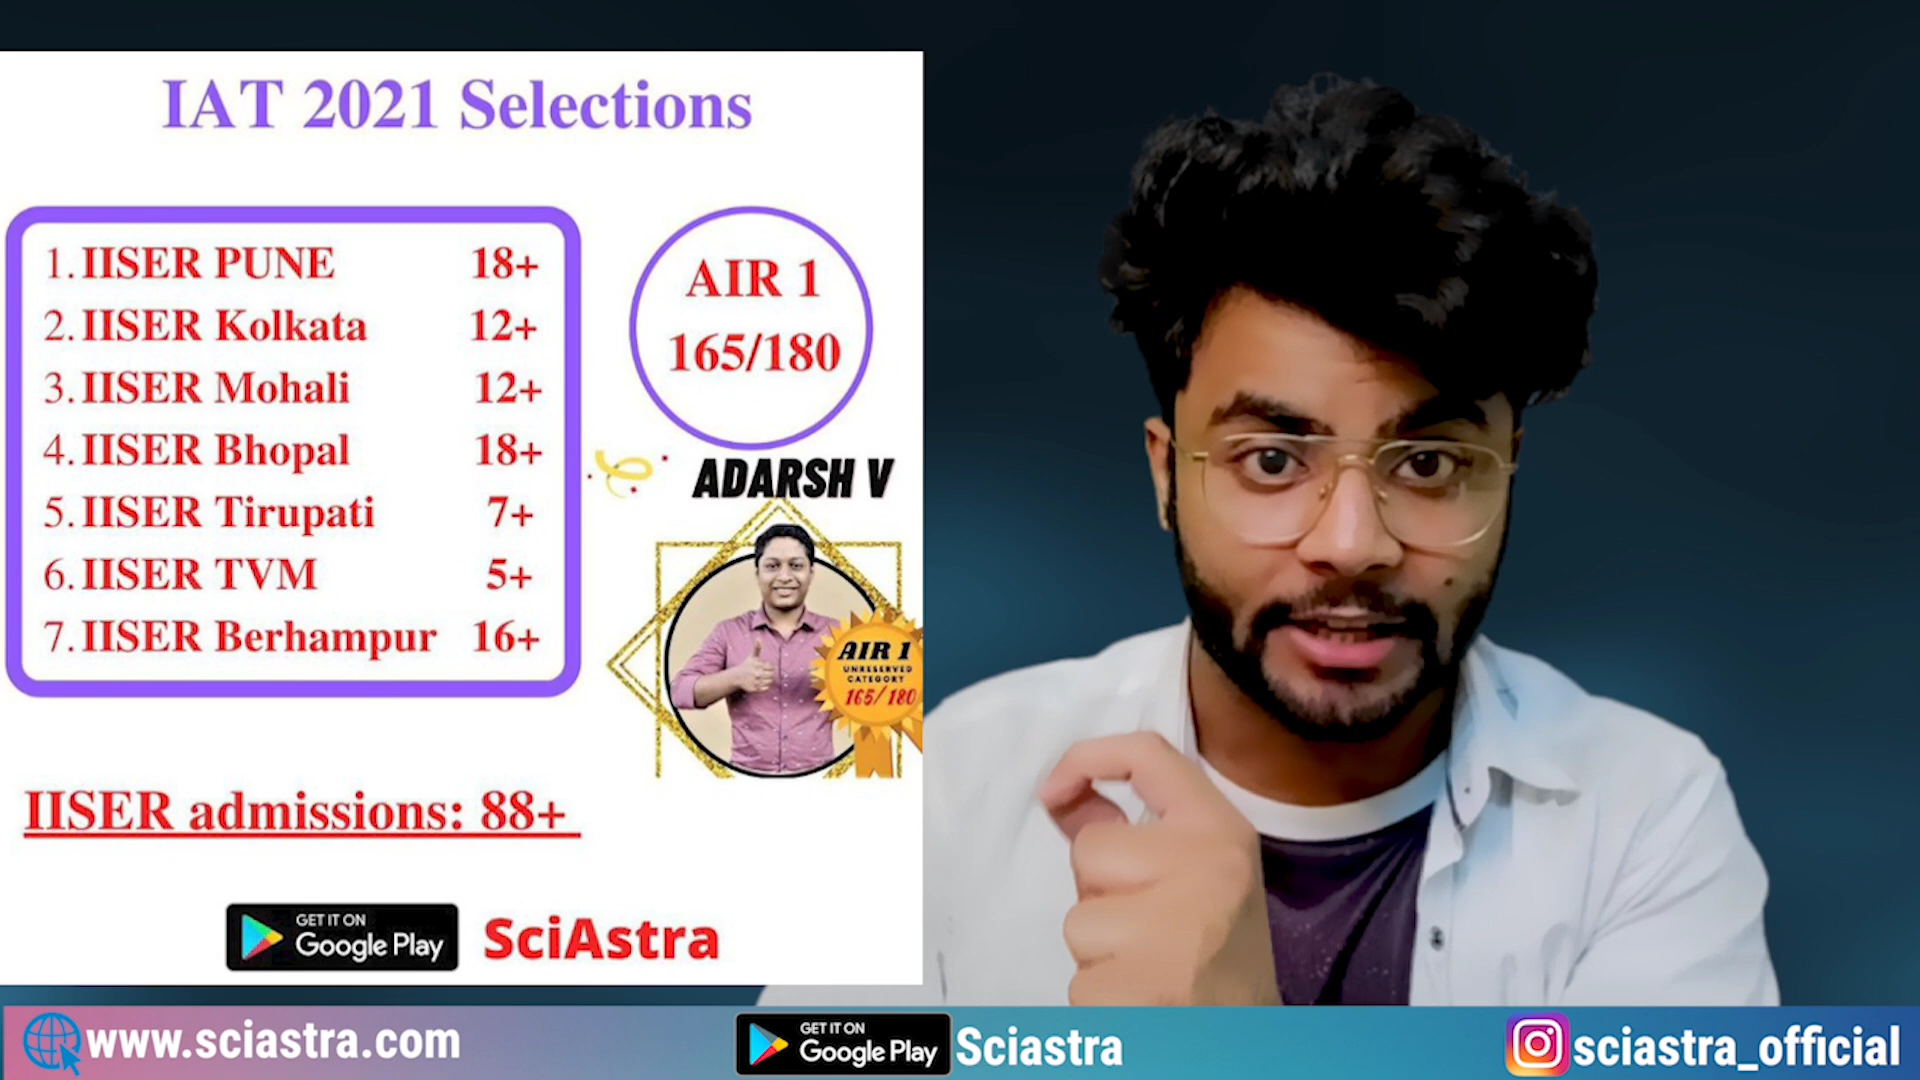 IAT 2021 Selections
1. IISER PUNE 18+
2. IISER Kolkata 12+
3. IISER Mohali 12+
4. IISER Bhopal 18+
5. IISER Tirupati 7+
6. IISER TVM 5+
7. IISER Berhampur 16+
AIR 1
165/180
ADARSH V
AIR 1
UNRESERVED
CATEGORY
165/180
IISER admissions: 88+
GET IT ON
Google Play
SciAstra
www.sciastra.com
GET IT ON
Google Play
Sciastra
sciastra_official